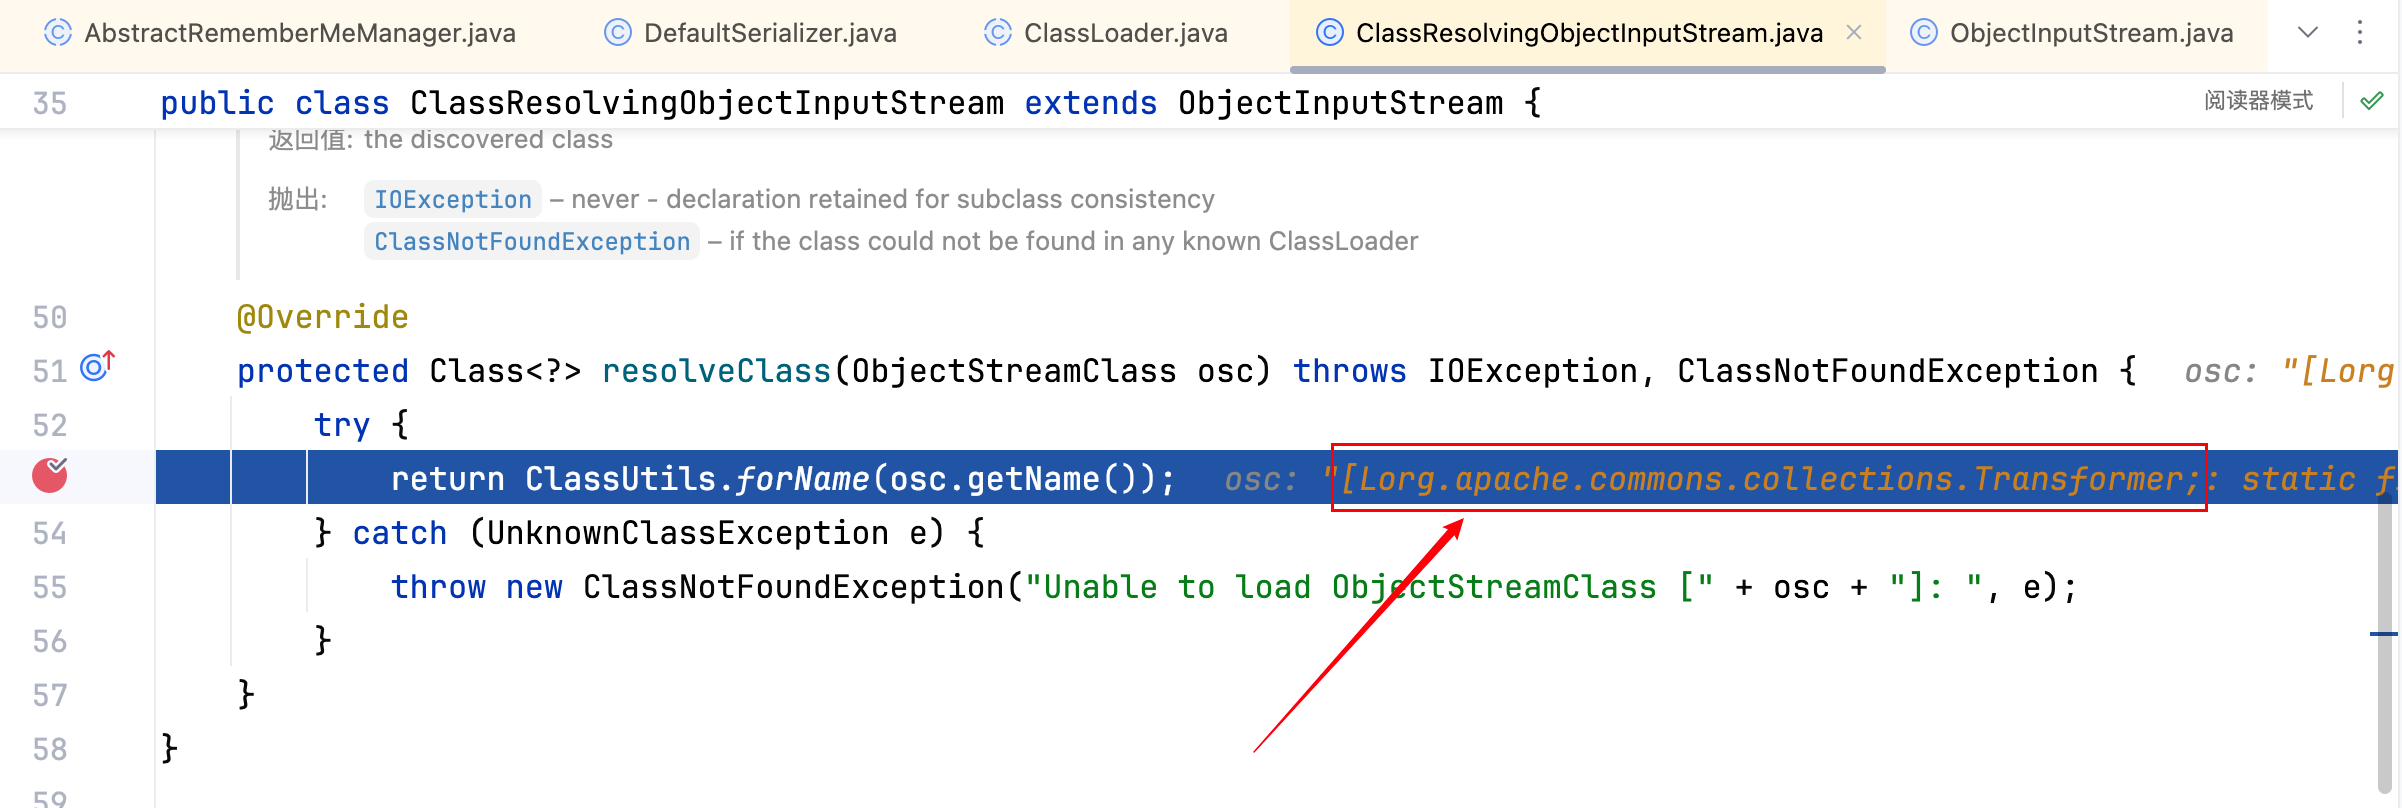 AbstractRememberMeManager.java DefaultSerializer.java ClassLoader.java ClassResolvingObjectInputStream.java ObjectInputStream.java
35 public class ClassResolvingObjectInputStream extends ObjectInputStream { 阅读器模式
返回值: the discovered class
抛出: IOException – never - declaration retained for subclass consistency
ClassNotFoundException – if the class could not be found in any known ClassLoader
50 @Override
51 protected Class<?> resolveClass(ObjectStreamClass osc) throws IOException, ClassNotFoundException { osc: "[Lorg
52 try {
return ClassUtils.forName(osc.getName()); osc: "[Lorg.apache.commons.collections.Transformer;: static f
54 } catch (UnknownClassException e) {
55 throw new ClassNotFoundException("Unable to load ObjectStreamClass [" + osc + "]: ", e);
56 }
57 }
58 }
59